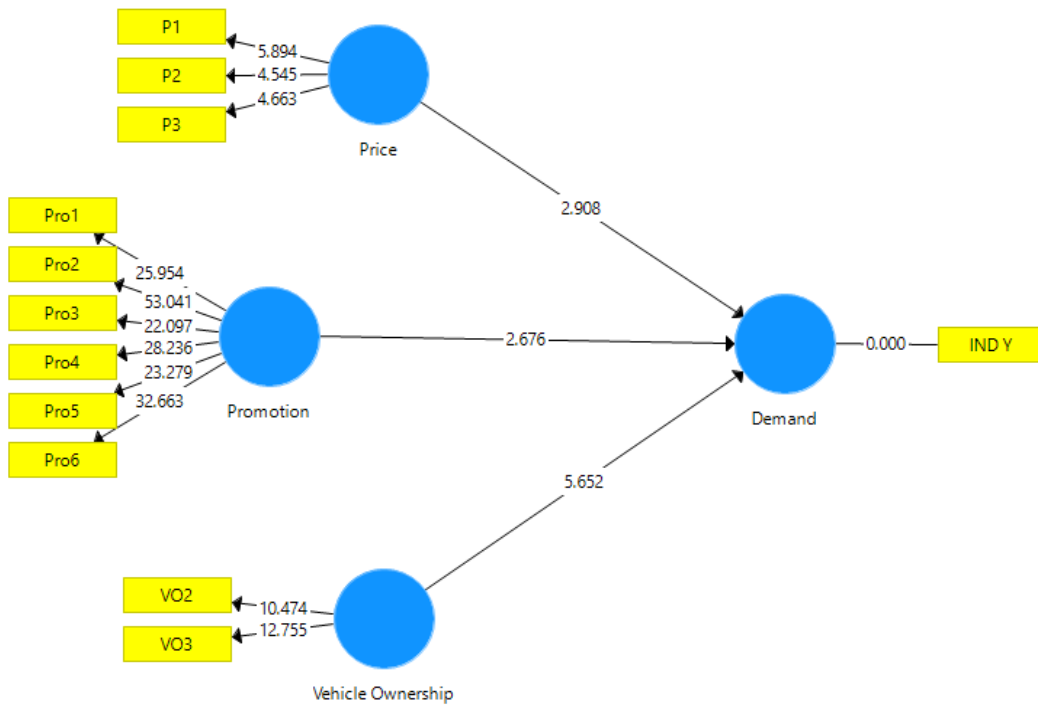 P1
P2
P3
5.894
4.545
4.663
Price
2.908
Pro1
Pro2
Pro3
Pro4
Pro5
Pro6
25.954
53.041
22.097
28.236
23.279
32.663
Promotion
2.676
Demand
0.000
IND Y
5.652
VO2
VO3
10.474
12.755
Vehicle Ownership